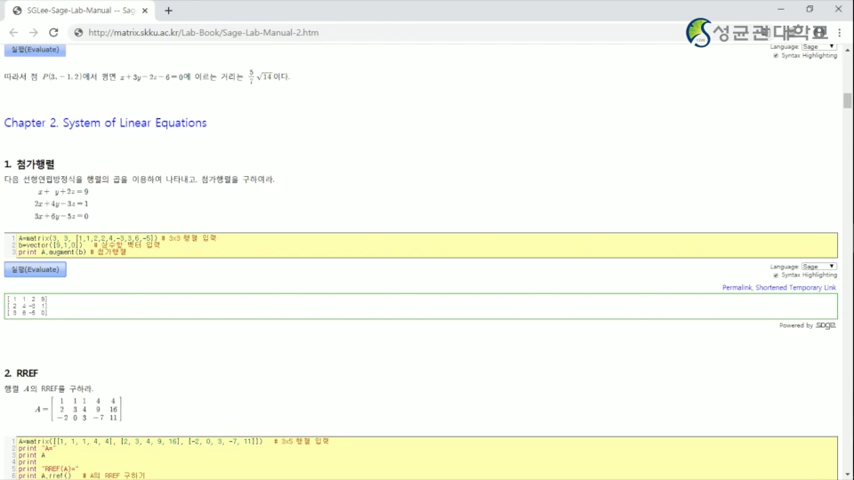 SGLee-Sage-Lab-Manual -- Sag
http://matrix.skku.ac.kr/Lab-Book/Sage-Lab-Manual-2.htm
성균관대학교
실행(Evaluate)
Language: Sage
Syntax Highlighting
따라서 점 P(3,-1,2)에서 평면 x+3y-2z-6=0에 이르는 거리는 √14 이다.
Chapter 2. System of Linear Equations
1. 첨가행렬
다음 선형연립방정식을 행렬의 곱을 이용하여 나타내고, 첨가행렬을 구하여라.
x+ y+2z=9
2x+4y-3z=1
3x+6y-5z=0
1 A=matrix(3, 3, [1,1,2,2,4,-3,3,6,-5]) # 3x3 행렬 입력
2 b=vector([9,1,0]) # 상수항 벡터 입력
3 print A.augment(b) # 첨가행렬
실행(Evaluate)
Language: Sage
Syntax Highlighting
Permalink, Shortened Temporary Link
[ 1 1 2 9]
[ 2 4 -3 1]
[ 3 6 -5 0]
Powered by sage
2. RREF
행렬 A의 RREF를 구하라.
1 1 1 4 4
A = 2 3 4 9 16
-2 0 3 -7 11
1 A=matrix([[1, 1, 1, 4, 4], [2, 3, 4, 9, 16], [-2, 0, 3, -7, 11]]) # 3x5 행렬 입력
2 print "A="
3 print A
4 print
5 print "RREF(A)="
6 print A.rref() # A의 RREF 구하기